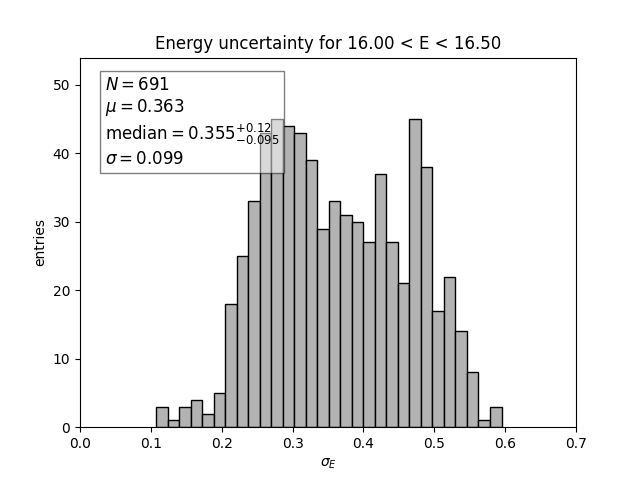 Energy uncertainty for 16.00 < E < 16.50
N = 691
μ = 0.363
median = 0.355 +0.12 −0.095
σ = 0.099
entries
50
40
30
20
10
0
0.0 0.1 0.2 0.3 0.4 0.5 0.6 0.7
σE